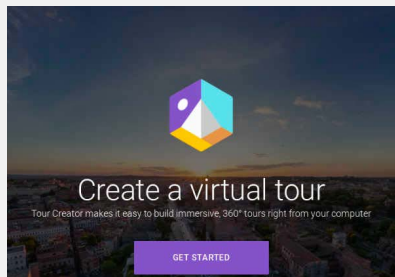 Create a virtual tour
Tour Creator makes it easy to build immersive, 360° tours right from your computer
GET STARTED